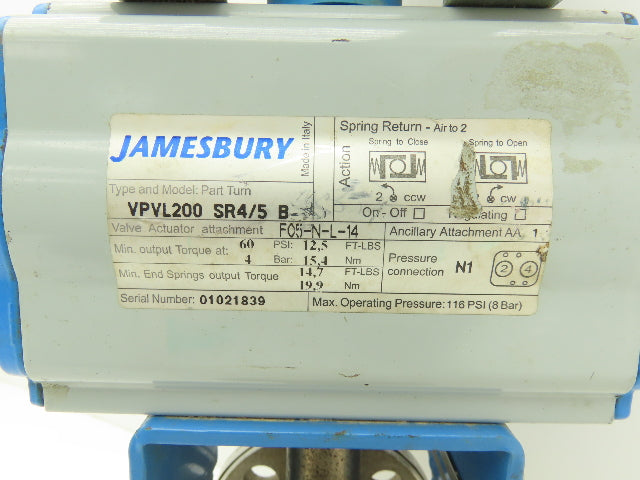 JAMESBURY
Made in Italy
Type and Model: Part Turn
VPVL200 SR4/5 B-
Valve Actuator attachment F05-N-L-14
Min. output Torque at: 60 PSI: 12,5 FT-LBS
4 Bar: 15,4 Nm
Min. End Springs output Torque 14,7 FT-LBS
19,9 Nm
Serial Number: 01021839
Spring Return - Air to 2
Action
Spring to Close Spring to Open
2 ccw 2 cw
On - Off
Ancillary Attachment AA 1
Pressure
connection N1 2 4
Max. Operating Pressure: 116 PSI (8 Bar)